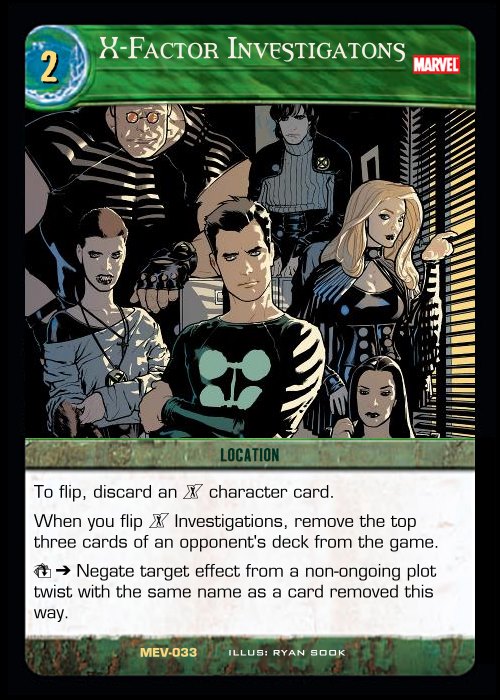 2
X-Factor Investigatons
MARVEL
LOCATION
To flip, discard an X character card.
When you flip X Investigations, remove the top
three cards of an opponent's deck from the game.
➔ Negate target effect from a non-ongoing plot
twist with the same name as a card removed this
way.
MEV-033 ILLUS: RYAN SOOK